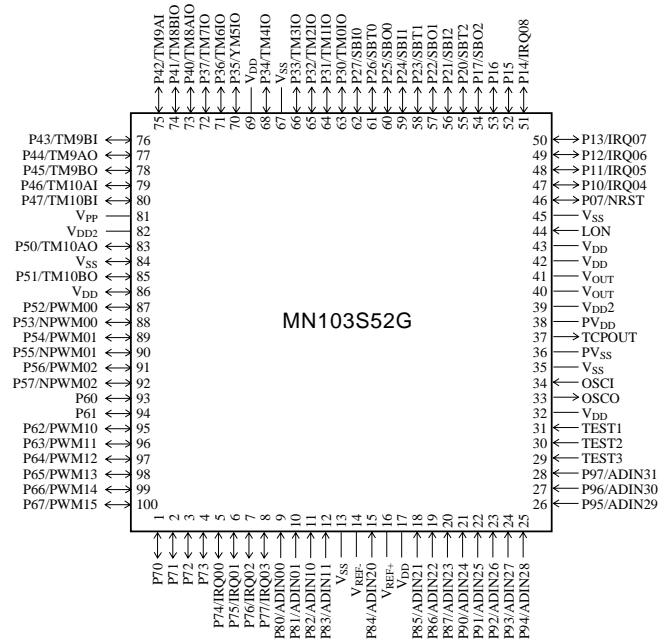 P42/TM9AI
P41/TM8BIO
P40/TM8AIO
P37/TM7IO
P36/TM6IO
P35/YM5IO
VDD
P34/TM4IO
VSS
P33/TM3IO
P32/TM2IO
P31/TM1IO
P30/TM0IO
P27/SBI0
P26/SBT0
P25/SBO0
P24/SBI1
P23/SBT1
P22/SBO1
P21/SBI2
P20/SBT2
P17/SBO2
P16
P15
P14/IRQ08
75 74 73 72 71 70 69 68 67 66 65 64 63 62 61 60 59 58 57 56 55 54 53 52 51
P43/TM9BI 76
P44/TM9AO 77
P45/TM9BO 78
P46/TM10AI 79
P47/TM10BI 80
VPP 81
VDD2 82
P50/TM10AO 83
VSS 84
P51/TM10BO 85
VDD 86
P52/PWM00 87
P53/NPWM00 88
P54/PWM01 89
P55/NPWM01 90
P56/PWM02 91
P57/NPWM02 92
P60 93
P61 94
P62/PWM10 95
P63/PWM11 96
P64/PWM12 97
P65/PWM13 98
P66/PWM14 99
P67/PWM15 100
MN103S52G
50 P13/IRQ07
49 P12/IRQ06
48 P11/IRQ05
47 P10/IRQ04
46 P07/NRST
45 VSS
44 LON
43 VDD
42 VDD
41 VOUT
40 VOUT
39 VDD2
38 PVDD
37 TCPOUT
36 PVSS
35 VSS
34 OSCI
33 OSCO
32 VDD
31 TEST1
30 TEST2
29 TEST3
28 P97/ADIN31
27 P96/ADIN30
26 P95/ADIN29
1 2 3 4 5 6 7 8 9 10 11 12 13 14 15 16 17 18 19 20 21 22 23 24 25
P70
P71
P72
P73
P74/IRQ00
P75/IRQ01
P76/IRQ02
P77/IRQ03
P80/ADIN00
P81/ADIN01
P82/ADIN10
P83/ADIN11
VSS
VREF-
P84/ADIN20
VREF+
VDD
P85/ADIN21
P86/ADIN22
P87/ADIN23
P90/ADIN24
P91/ADIN25
P92/ADIN26
P93/ADIN27
P94/ADIN28